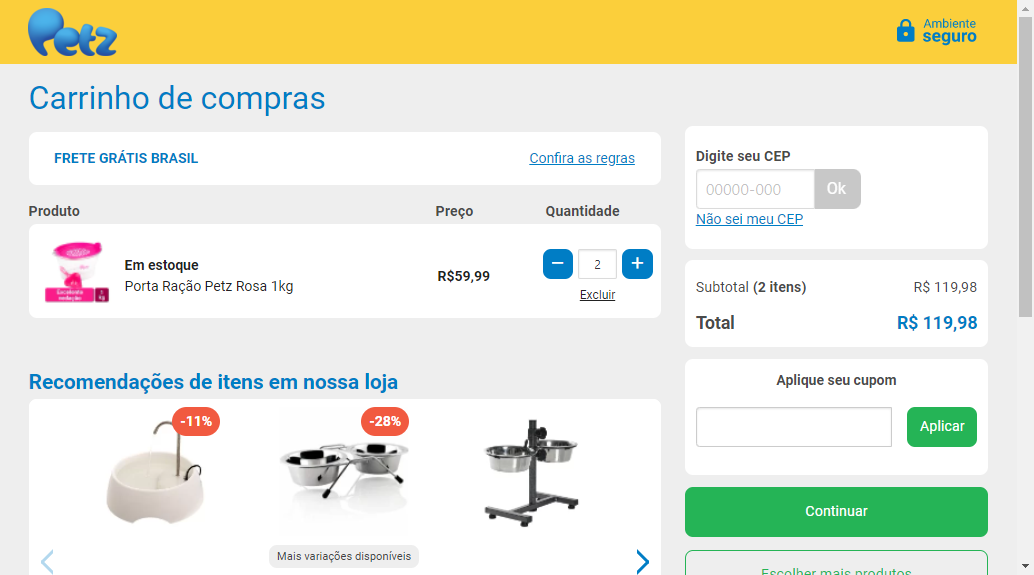 Petz
Ambiente
seguro
Carrinho de compras
FRETE GRÁTIS BRASIL
Confira as regras
Produto
Preço
Quantidade
Em estoque
Porta Ração Petz Rosa 1kg
R$59,99
2
Excluir
Digite seu CEP
00000-000
Ok
Não sei meu CEP
Subtotal (2 itens)
R$ 119,98
Total
R$ 119,98
Aplique seu cupom
Aplicar
Continuar
Escolher mais produtos
Recomendações de itens em nossa loja
-11%
-28%
Mais variações disponíveis